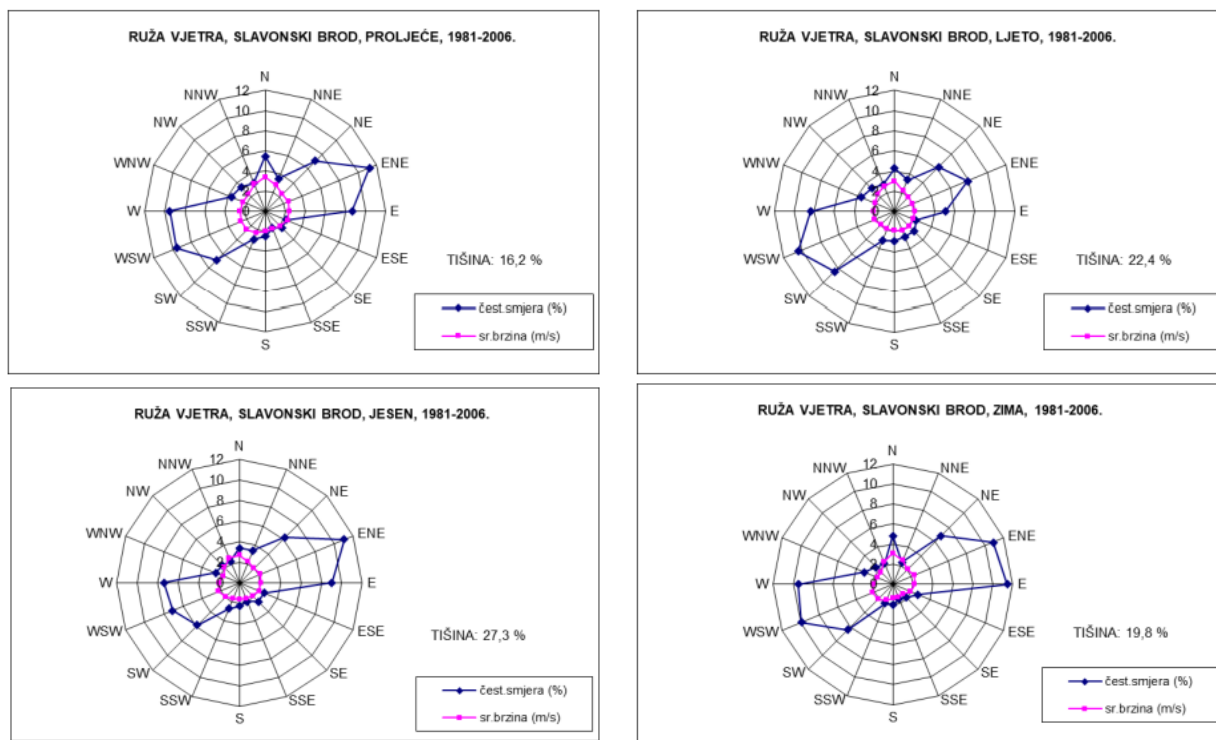 RUŽA VJETRA, SLAVONSKI BROD, PROLJEĆE, 1981-2006.
N
NNW
NNE
NW
NE
WNW
ENE
W
E
WSW
ESE
SW
SE
SSW
SSE
S
12
10
8
6
4
2
0
TIŠINA: 16,2 %
čest.smjera (%)
sr.brzina (m/s)
RUŽA VJETRA, SLAVONSKI BROD, LJETO, 1981-2006.
N
NNW
NNE
NW
NE
WNW
ENE
W
E
WSW
ESE
SW
SE
SSW
SSE
S
12
10
8
6
4
2
0
TIŠINA: 22,4 %
čest.smjera (%)
sr.brzina (m/s)
RUŽA VJETRA, SLAVONSKI BROD, JESEN, 1981-2006.
N
NNW
NNE
NW
NE
WNW
ENE
W
E
WSW
ESE
SW
SE
SSW
SSE
S
12
10
8
6
4
2
0
TIŠINA: 27,3 %
čest.smjera (%)
sr.brzina (m/s)
RUŽA VJETRA, SLAVONSKI BROD, ZIMA, 1981-2006.
N
NNW
NNE
NW
NE
WNW
ENE
W
E
WSW
ESE
SW
SE
SSW
SSE
S
12
10
8
6
4
2
0
TIŠINA: 19,8 %
čest.smjera (%)
sr.brzina (m/s)